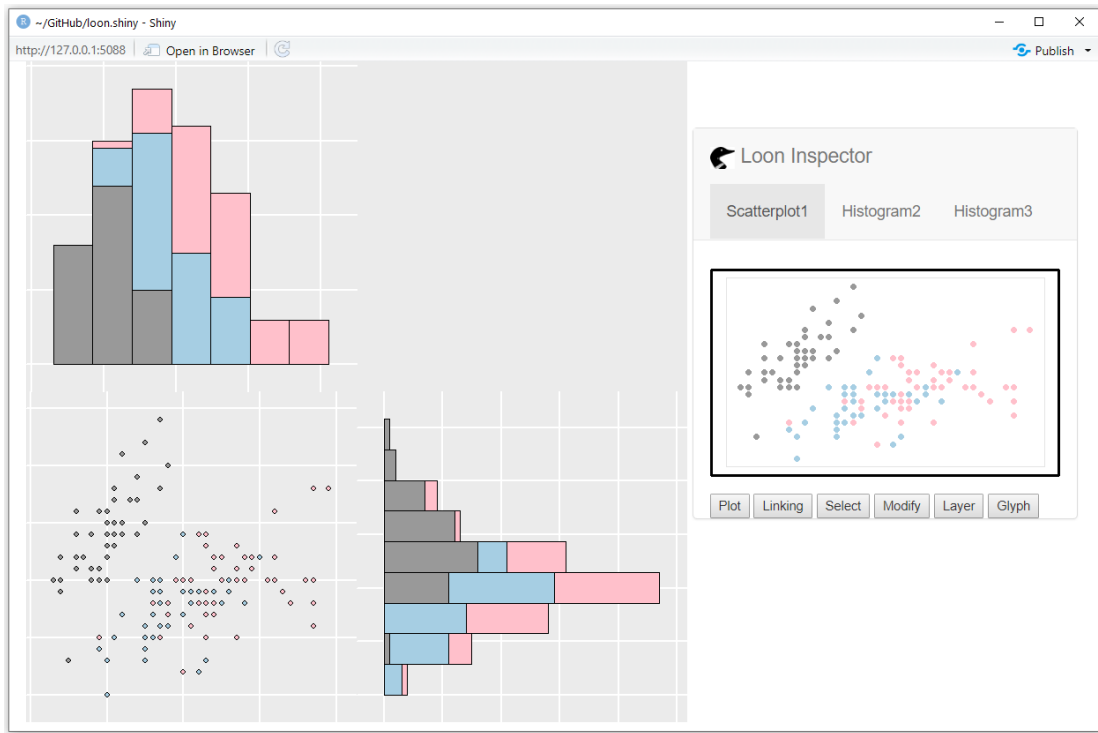 R ~/GitHub/loon.shiny - Shiny
http://127.0.0.1:5088 Open in Browser Publish
Loon Inspector
Scatterplot1 Histogram2 Histogram3
Plot Linking Select Modify Layer Glyph